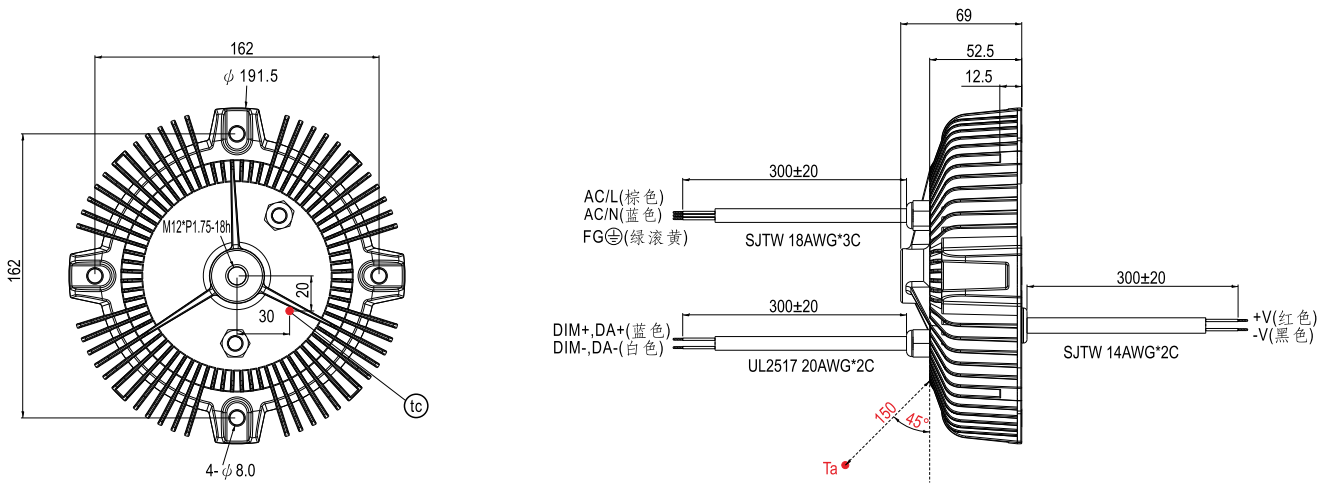 162
ϕ 191.5
162
M12*P1.75-18h
20
30
tc
4-ϕ8.0
69
52.5
12.5
300±20
AC/L(棕色)
AC/N(蓝色)
FG⏚(绿滚黄)
SJTW 18AWG*3C
300±20
DIM+,DA+(蓝色)
DIM-,DA-(白色)
UL2517 20AWG*2C
300±20
+V(红色)
-V(黑色)
SJTW 14AWG*2C
150
45°
Ta